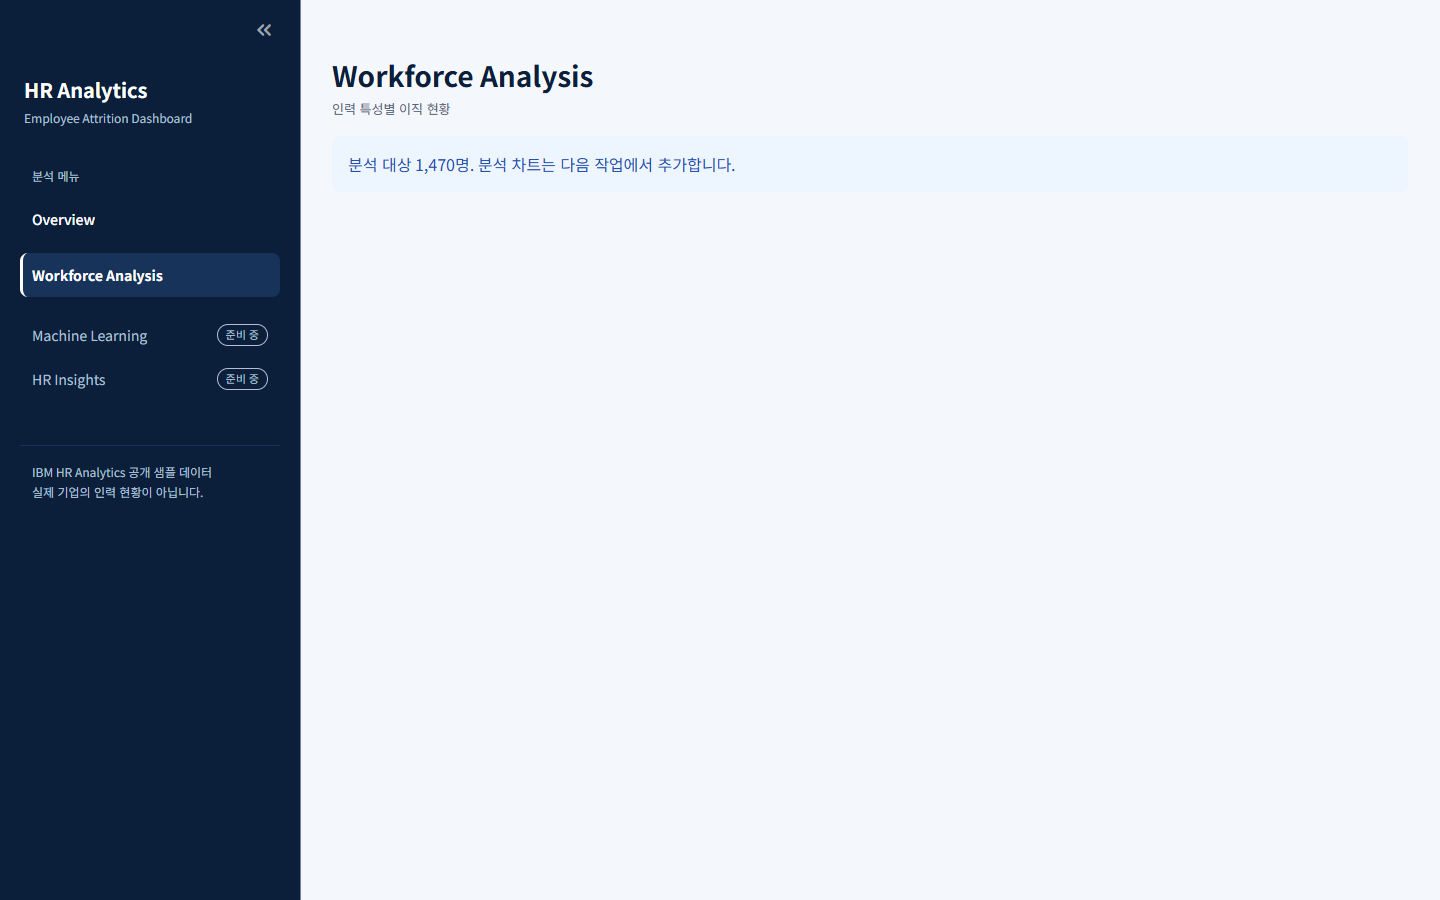 HR Analytics
Employee Attrition Dashboard
분석 메뉴
Overview
Workforce Analysis
Machine Learning 준비 중
HR Insights 준비 중
IBM HR Analytics 공개 샘플 데이터
실제 기업의 인력 현황이 아닙니다.
Workforce Analysis
인력 특성별 이직 현황
분석 대상 1,470명. 분석 차트는 다음 작업에서 추가합니다.